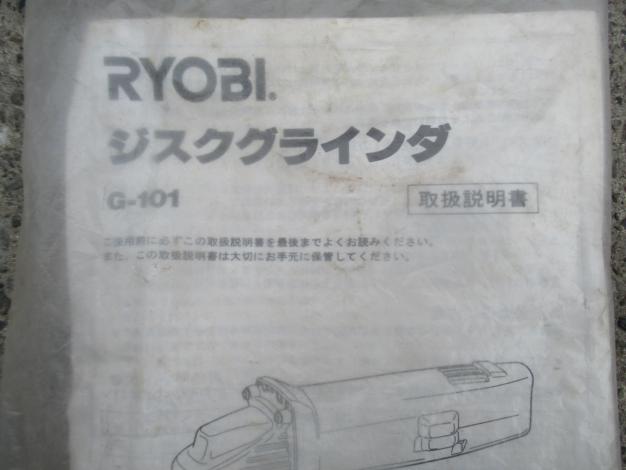 RYOBI.
ジスクグラインダ
G-101
取扱説明書
ご使用前に必ずこの取扱説明書を最後までよくお読みください。
また、この取扱説明書は大切にお手元に保管してください。